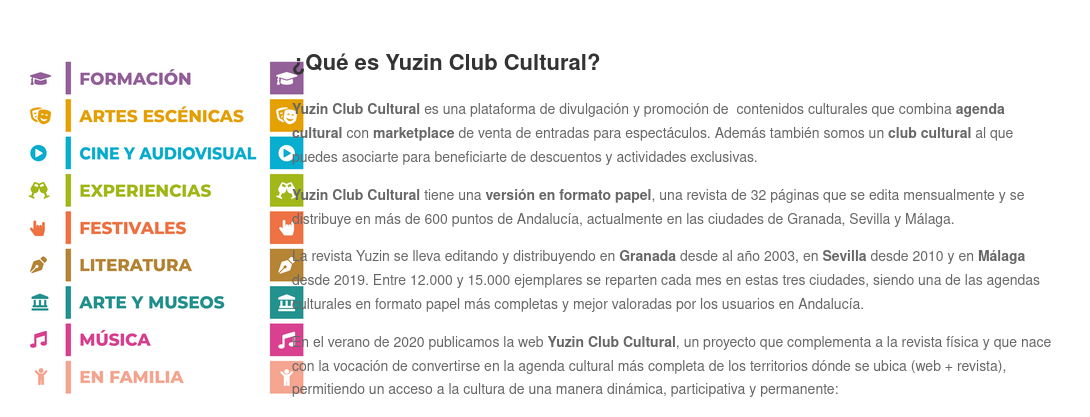 FORMACIÓN
ARTES ESCÉNICAS
CINE Y AUDIOVISUAL
EXPERIENCIAS
FESTIVALES
LITERATURA
ARTE Y MUSEOS
MÚSICA
EN FAMILIA
¿Qué es Yuzin Club Cultural?
Yuzin Club Cultural es una plataforma de divulgación y promoción de  contenidos culturales que combina agenda
cultural con marketplace de venta de entradas para espectáculos. Además también somos un club cultural al que
puedes asociarte para beneficiarte de descuentos y actividades exclusivas.
Yuzin Club Cultural tiene una versión en formato papel, una revista de 32 páginas que se edita mensualmente y se
distribuye en más de 600 puntos de Andalucía, actualmente en las ciudades de Granada, Sevilla y Málaga.
La revista Yuzin se lleva editando y distribuyendo en Granada desde al año 2003, en Sevilla desde 2010 y en Málaga
desde 2019. Entre 12.000 y 15.000 ejemplares se reparten cada mes en estas tres ciudades, siendo una de las agendas
culturales en formato papel más completas y mejor valoradas por los usuarios en Andalucía.
En el verano de 2020 publicamos la web Yuzin Club Cultural, un proyecto que complementa a la revista física y que nace
con la vocación de convertirse en la agenda cultural más completa de los territorios dónde se ubica (web + revista),
permitiendo un acceso a la cultura de una manera dinámica, participativa y permanente: